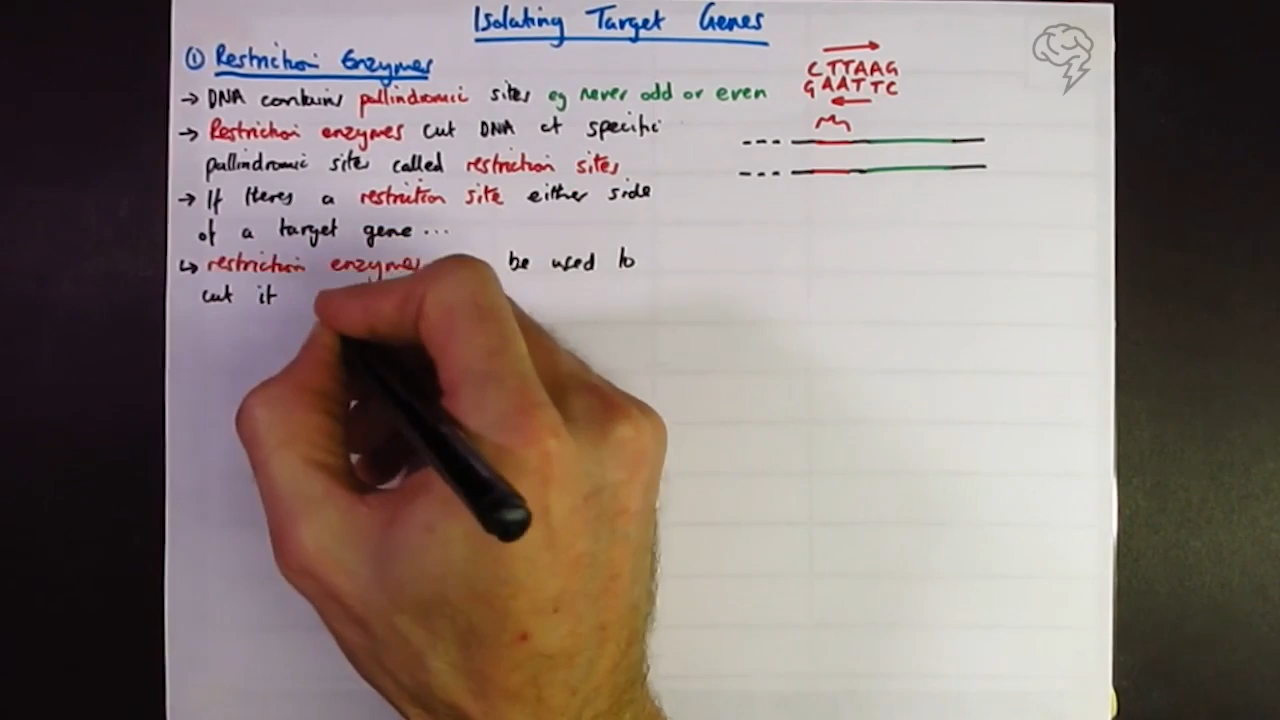 Isolating Target Genes
① Restriction Enzymes
→ DNA contains pallindromic sites eg never odd or even
→ Restriction enzymes cut DNA at specific
pallindromic sites called restriction sites
→ If theres a restriction site either side
of a target gene...
↳ restriction enzymes be used to
cut it
CTTAAG
GAATTC